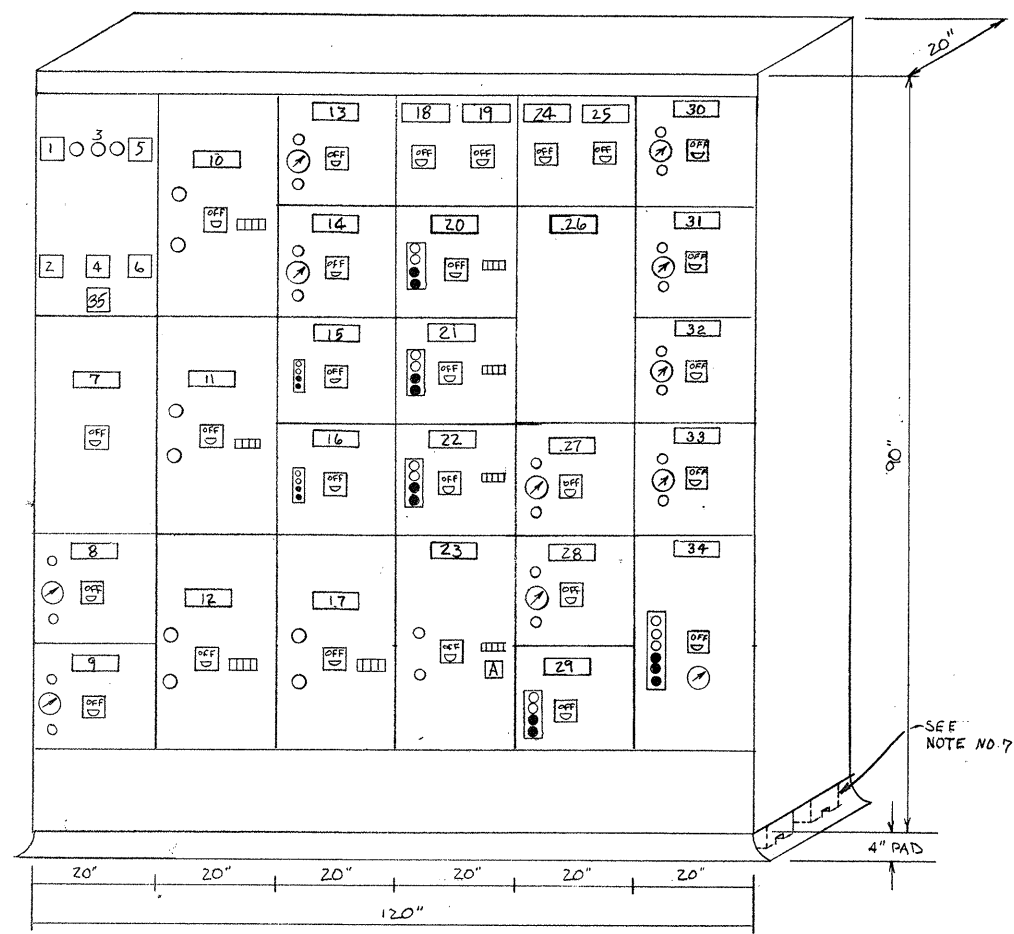 20"
13
18
19
24
25
30
3
1
5
10
OFF
OFF
OFF
OFF
OFF
OFF
OFF
14
20
.26
31
2
4
6
OFF
OFF
OFF
35
15
21
32
7
11
OFF
OFF
OFF
OFF
OFF
16
22
.27
33
90"
OFF
OFF
OFF
OFF
8
23
28
34
OFF
12
17
OFF
OFF
OFF
OFF
OFF
9
A
29
OFF
OFF
SEE
NOTE NO.7
4" PAD
20" 20" 20" 20" 20" 20"
120"